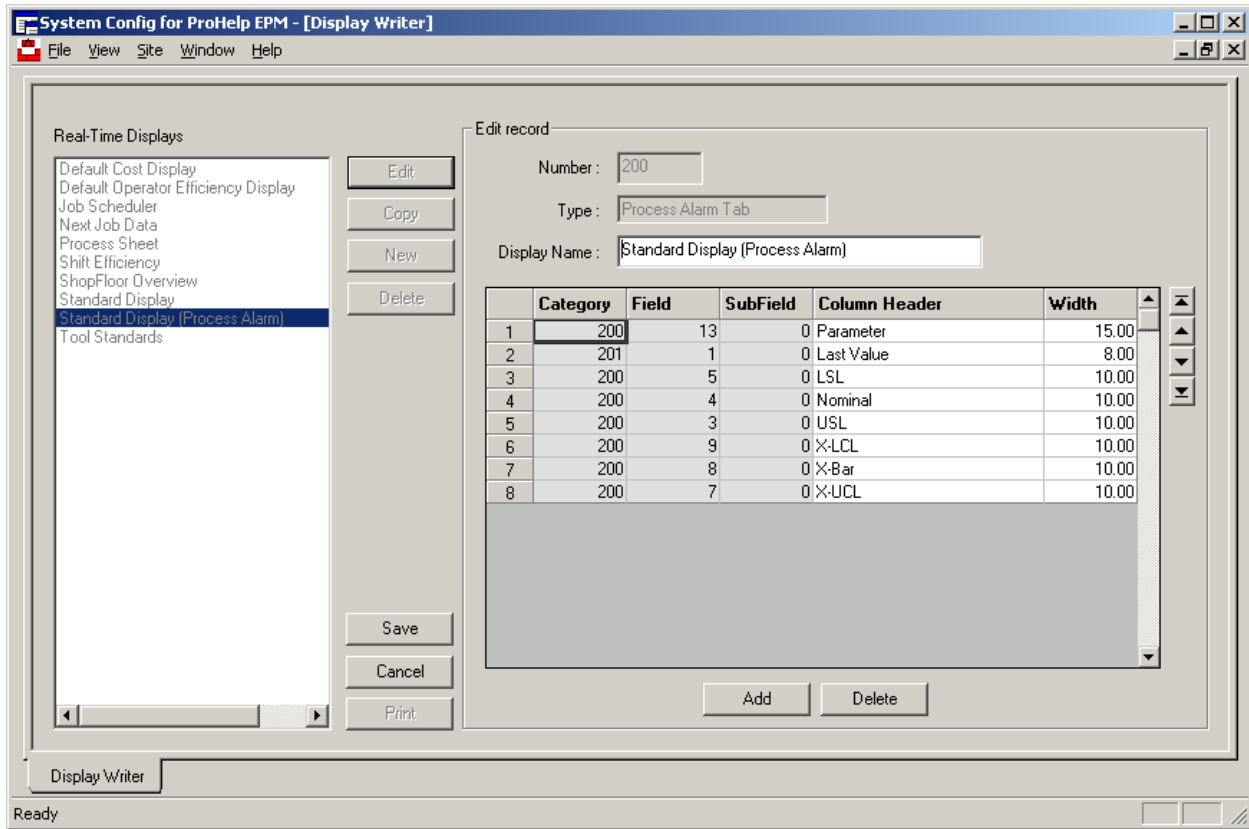 System Config for ProHelp EPM - [Display Writer]
File View Site Window Help
Real-Time Displays
Default Cost Display
Default Operator Efficiency Display
Job Scheduler
Next Job Data
Process Sheet
Shift Efficiency
ShopFloor Overview
Standard Display
Standard Display (Process Alarm)
Tool Standards
Edit
Copy
New
Delete
Save
Cancel
Print
Edit record
Number : 200
Type : Process Alarm Tab
Display Name : Standard Display (Process Alarm)
Category Field SubField Column Header Width
1 200 13 0 Parameter 15.00
2 201 1 0 Last Value 8.00
3 200 5 0 LSL 10.00
4 200 4 0 Nominal 10.00
5 200 3 0 USL 10.00
6 200 9 0 X-LCL 10.00
7 200 8 0 X-Bar 10.00
8 200 7 0 X-UCL 10.00
Add Delete
Display Writer
Ready